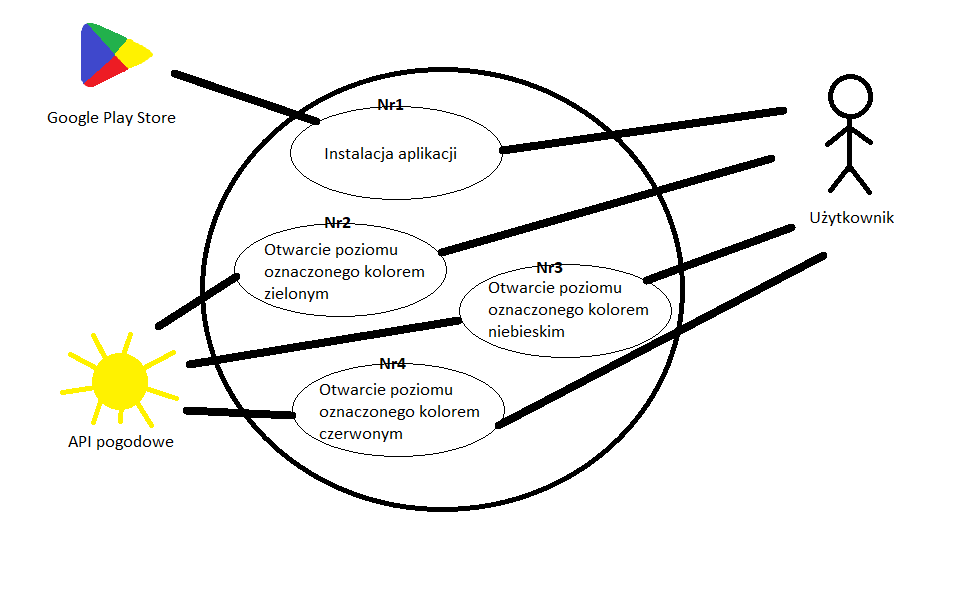 Google Play Store
Nr1
Instalacja aplikacji
Użytkownik
Nr2
Otwarcie poziomu
oznaczonego kolorem
zielonym
Nr3
Otwarcie poziomu
oznaczonego kolorem
niebieskim
Nr4
Otwarcie poziomu
oznaczonego kolorem
czerwonym
API pogodowe